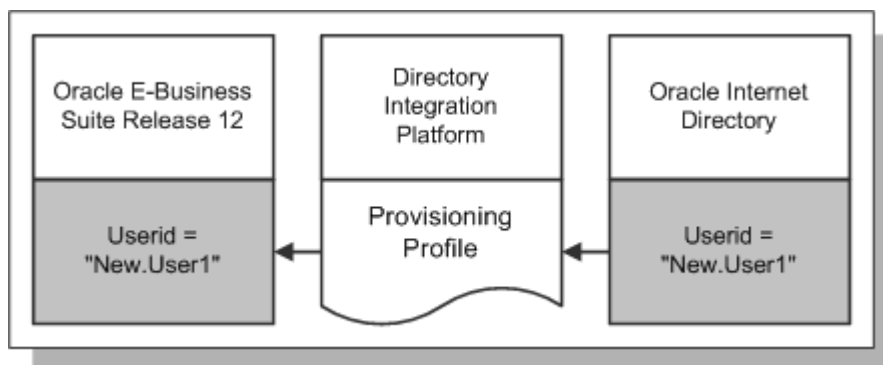 Oracle E-Business
Suite Release 12
Directory
Integration
Platform
Oracle Internet
Directory
Userid =
"New.User1"
Provisioning
Profile
Userid =
"New.User1"